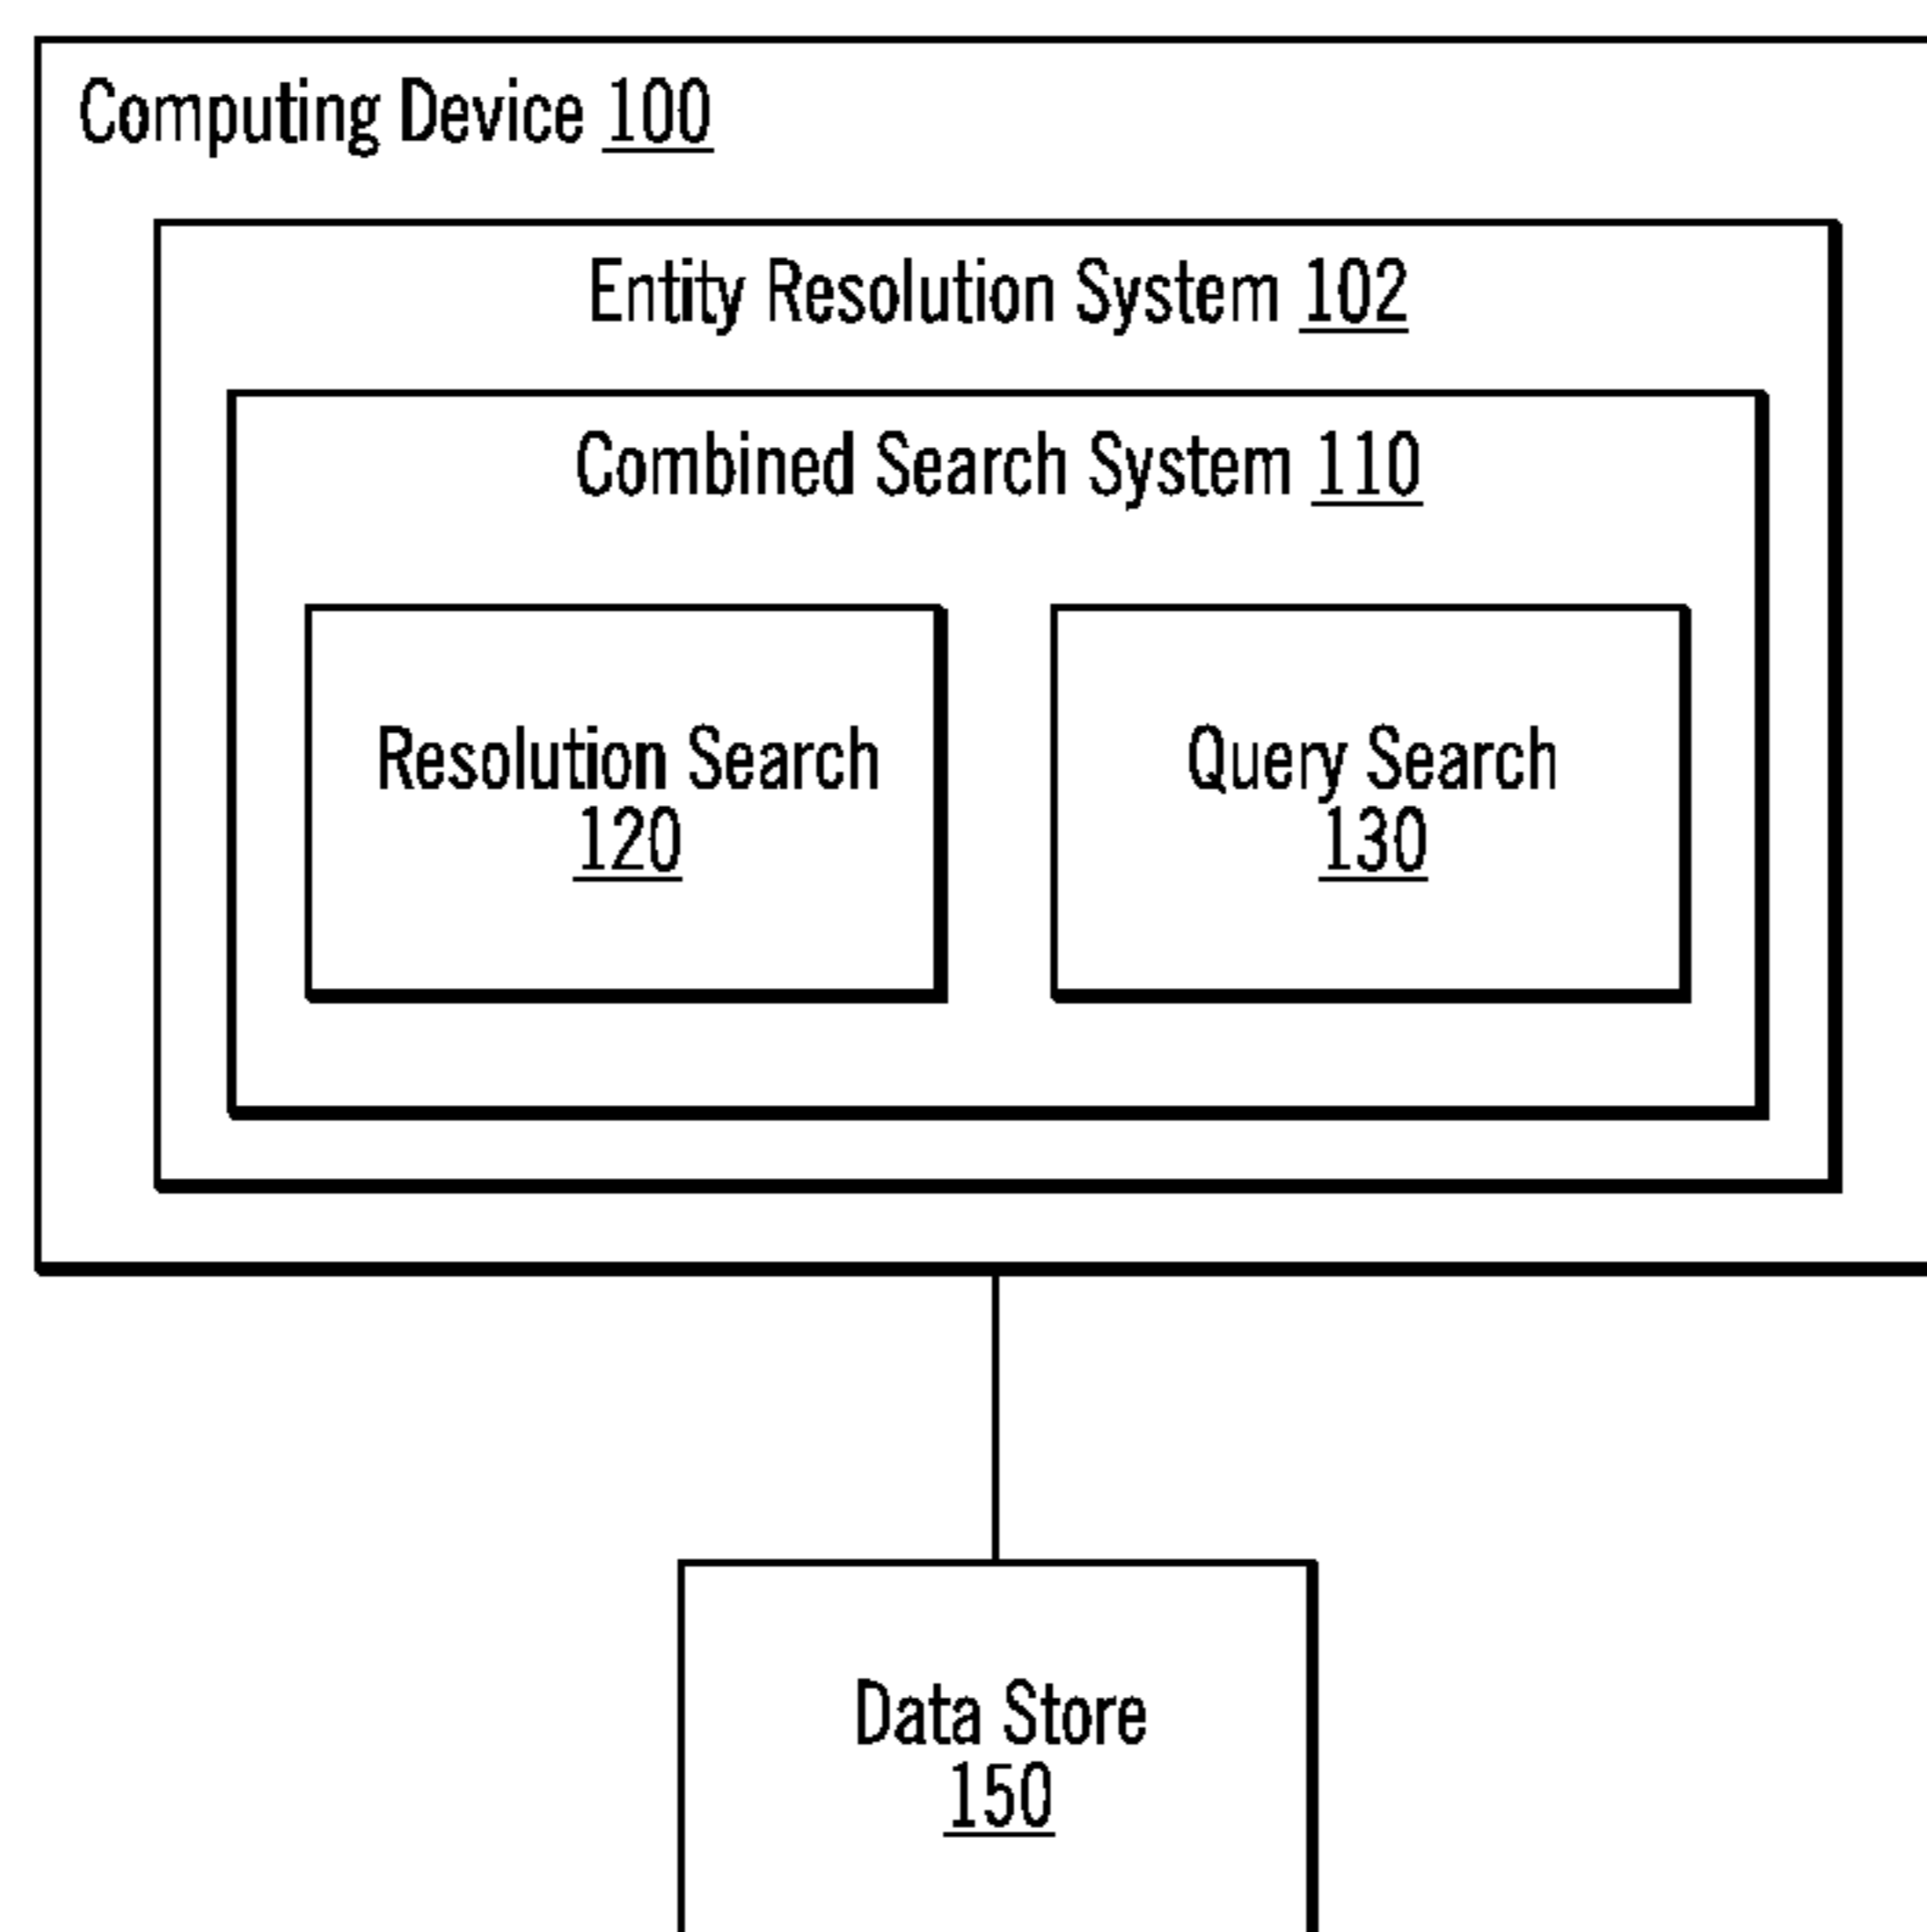 Computing Device 100
Entity Resolution System 102
Combined Search System 110
Resolution Search
120
Query Search
130
Data Store
150